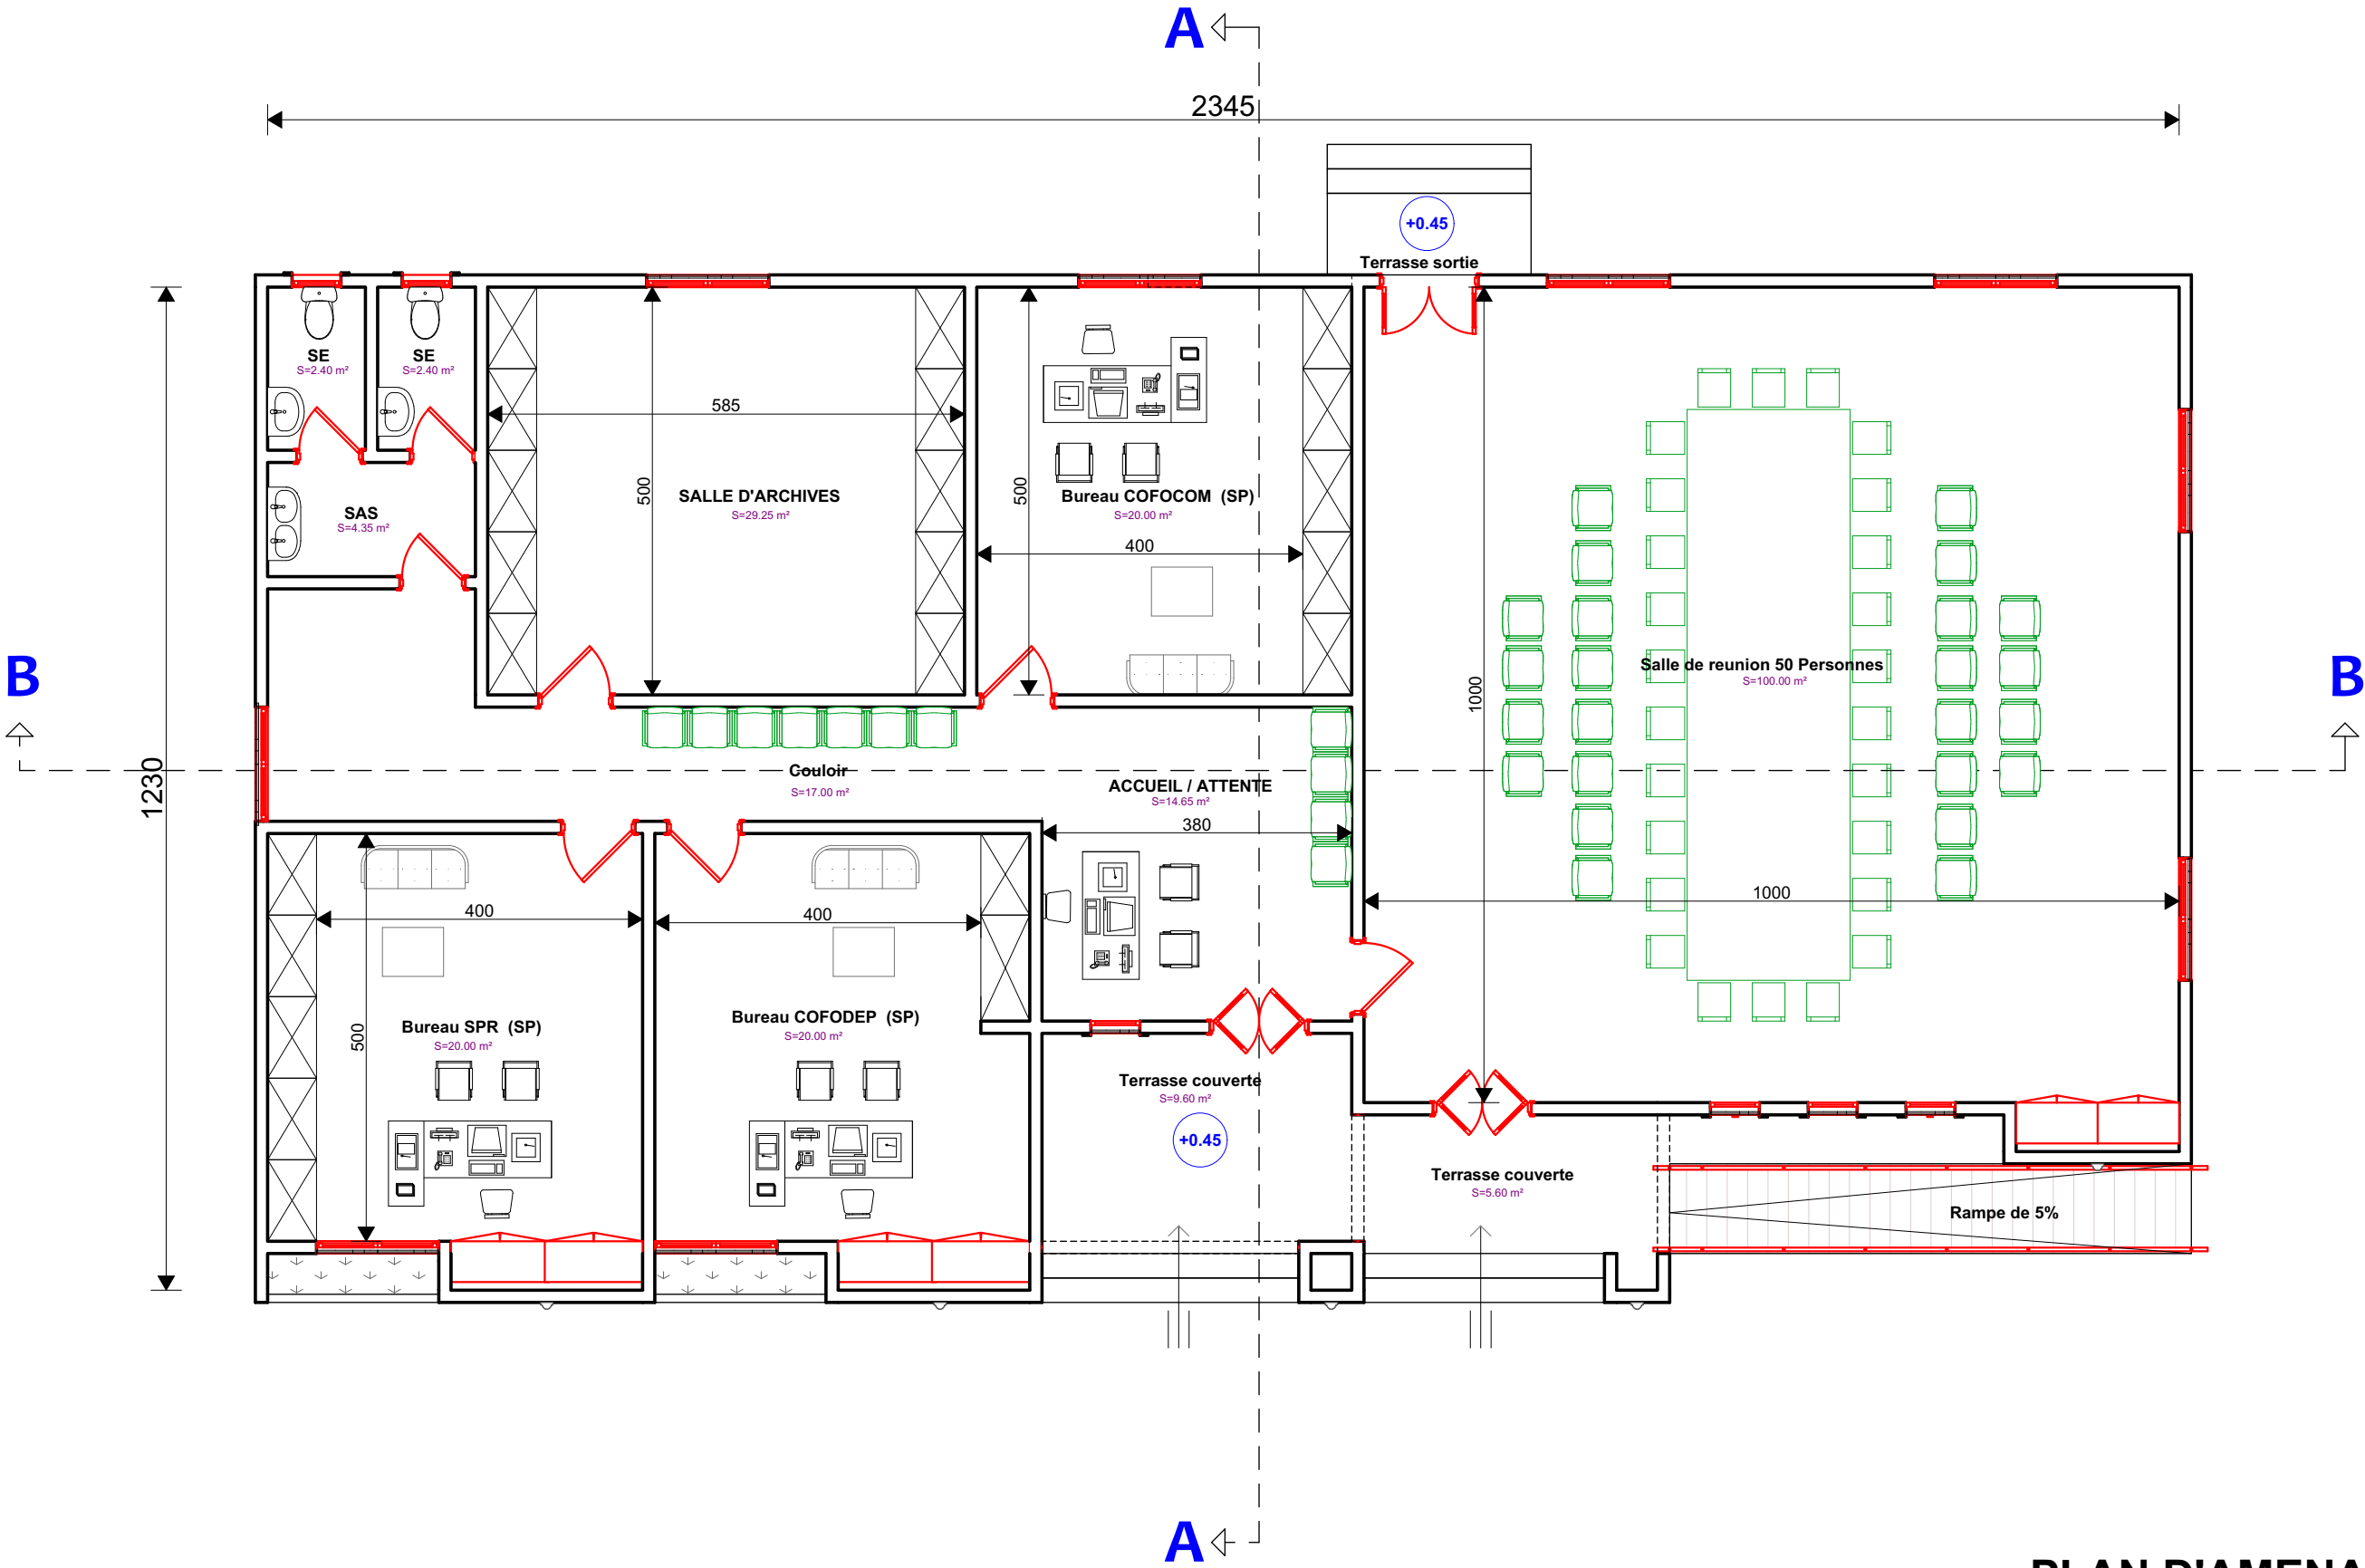 A
2345
+0.45
Terrasse sortie
SE
S=2.40 m²
SE
S=2.40 m²
585
500
500
SALLE D'ARCHIVES
S=29.25 m²
Bureau COFOCOM (SP)
S=20.00 m²
SAS
S=4.35 m²
400
B
B
Salle de reunion 50 Personnes
S=100.00 m²
1000
1230
Couloir
S=17.00 m²
ACCUEIL / ATTENTE
S=14.65 m²
380
1000
400
400
500
Bureau SPR (SP)
S=20.00 m²
Bureau COFODEP (SP)
S=20.00 m²
Terrasse couverte
S=9.60 m²
+0.45
Terrasse couverte
S=5.60 m²
Rampe de 5%
A
PLAN D'AMENA